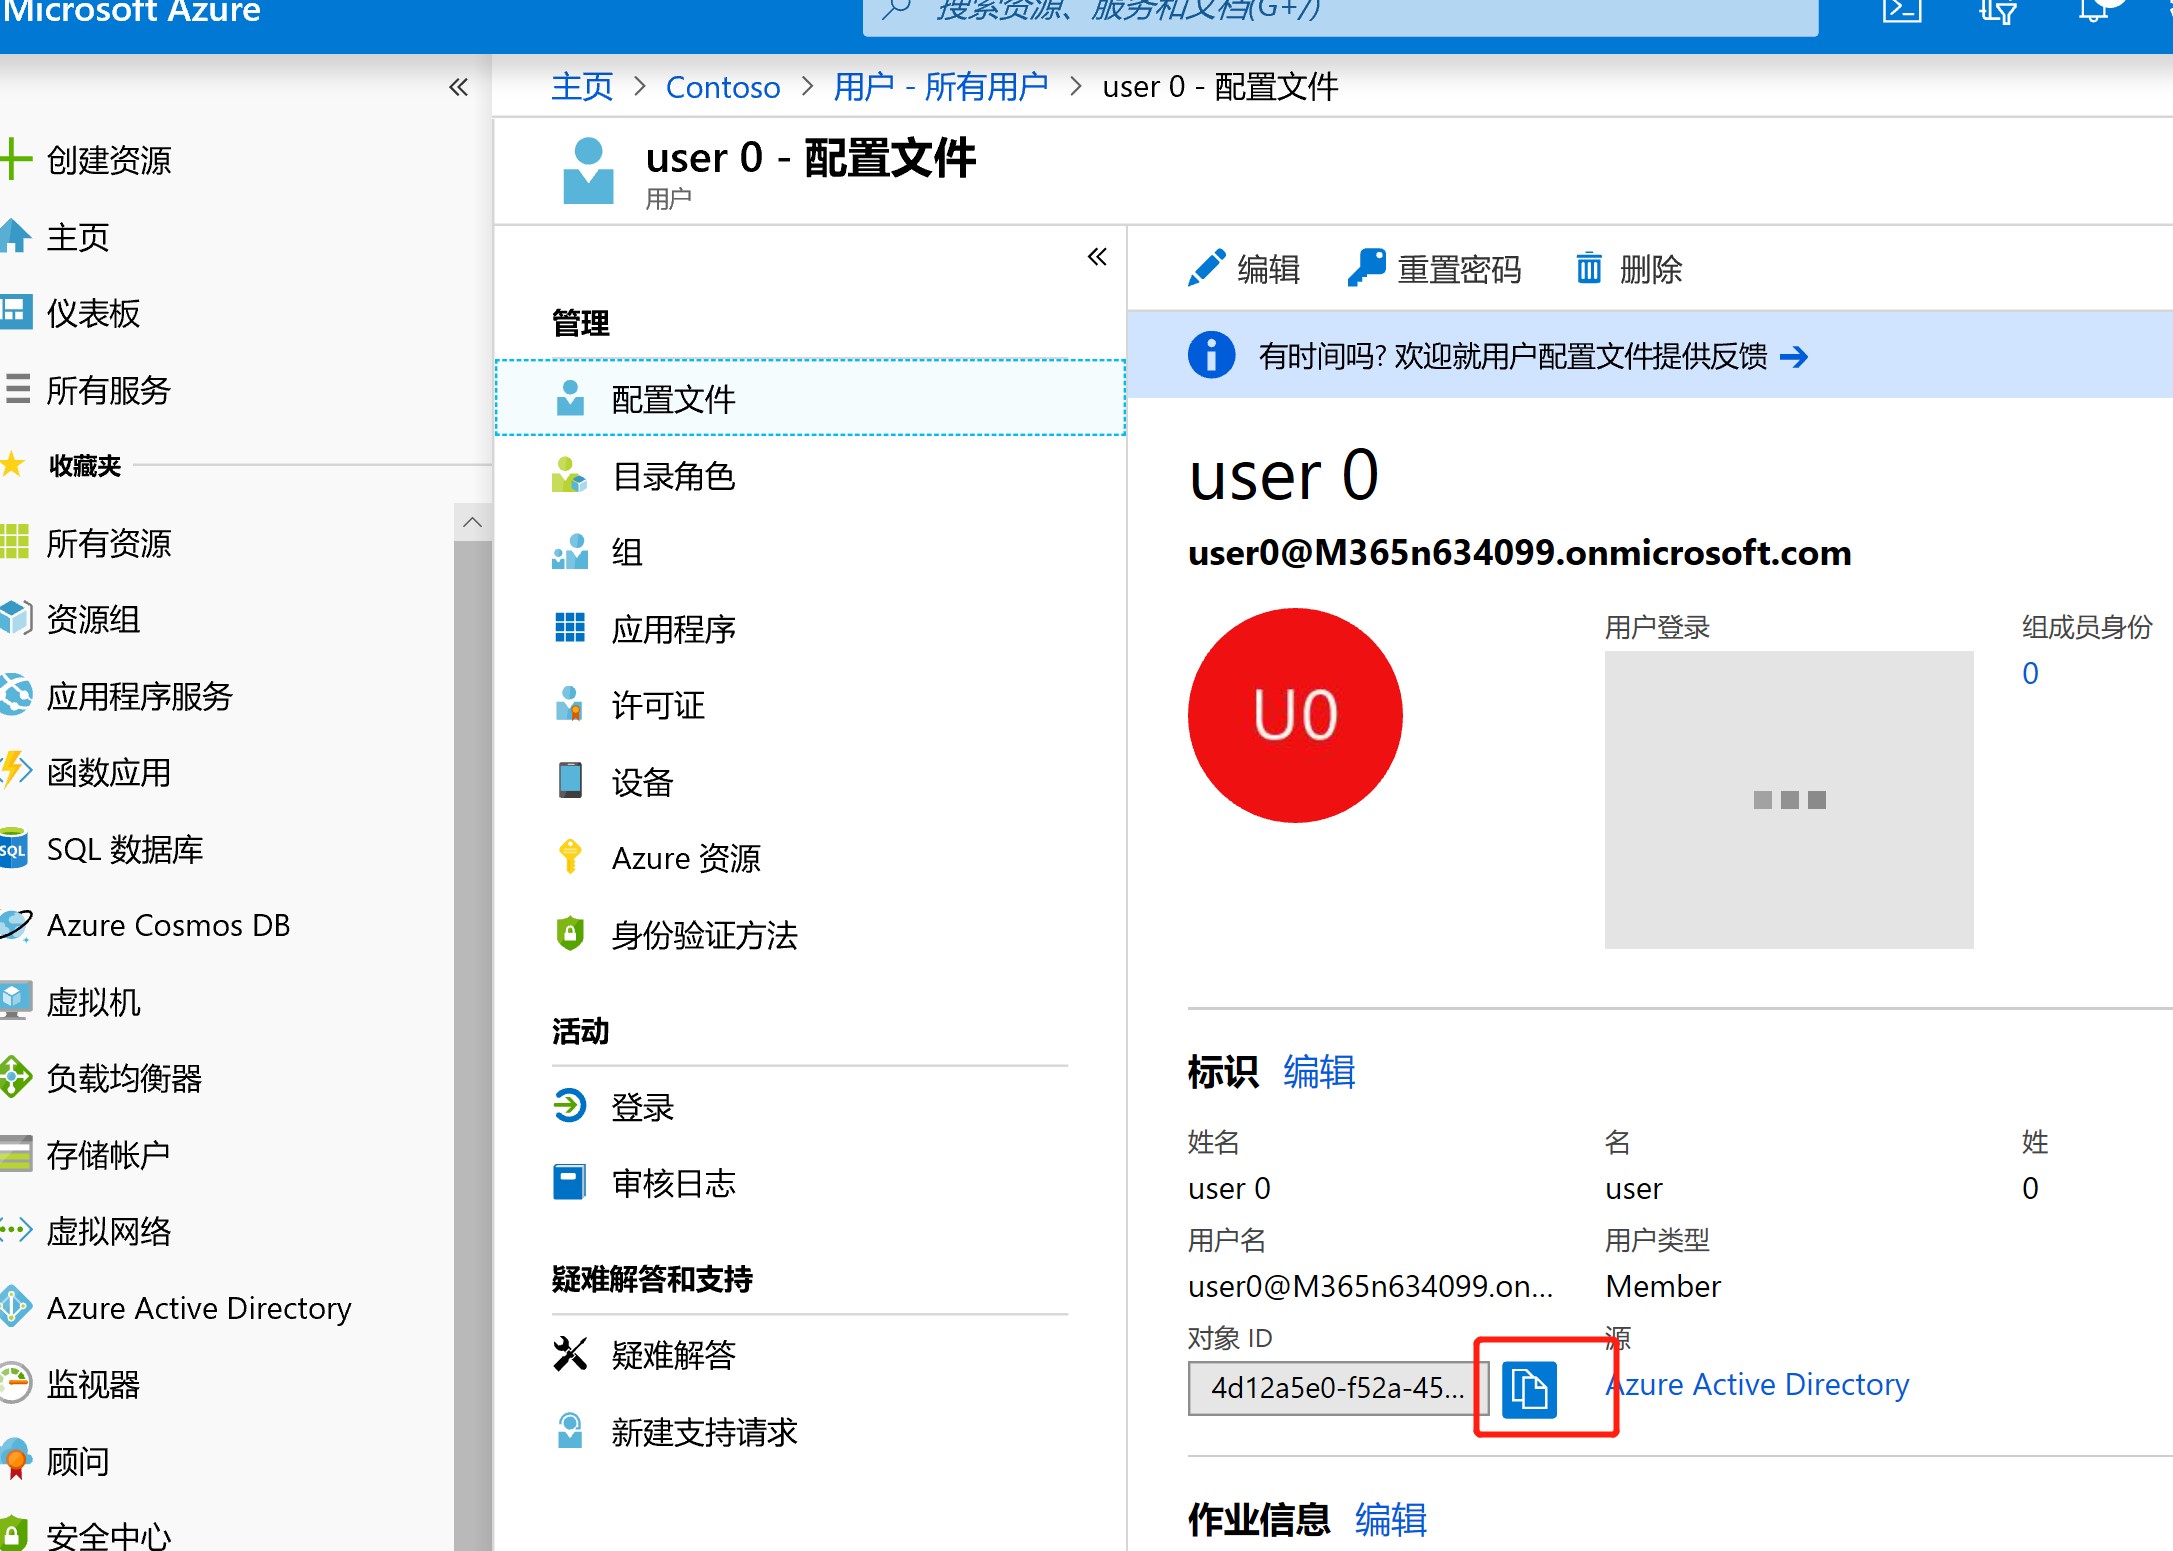 Microsoft Azure
搜索资源、服务和文档(G+/)
主页 > Contoso > 用户 - 所有用户 > user 0 - 配置文件
user 0 - 配置文件
用户
创建资源
主页
仪表板
所有服务
收藏夹
所有资源
资源组
应用程序服务
函数应用
SQL 数据库
Azure Cosmos DB
虚拟机
负载均衡器
存储帐户
虚拟网络
Azure Active Directory
监视器
顾问
安全中心
管理
配置文件
目录角色
组
应用程序
许可证
设备
Azure 资源
身份验证方法
活动
登录
审核日志
疑难解答和支持
疑难解答
新建支持请求
编辑 重置密码 删除
有时间吗? 欢迎就用户配置文件提供反馈 →
user 0
user0@M365n634099.onmicrosoft.com
U0
用户登录
组成员身份
0
标识 编辑
姓名 名 姓
user 0 user 0
用户名 用户类型
user0@M365n634099.on... Member
对象 ID 源
4d12a5e0-f52a-45... Azure Active Directory
作业信息 编辑